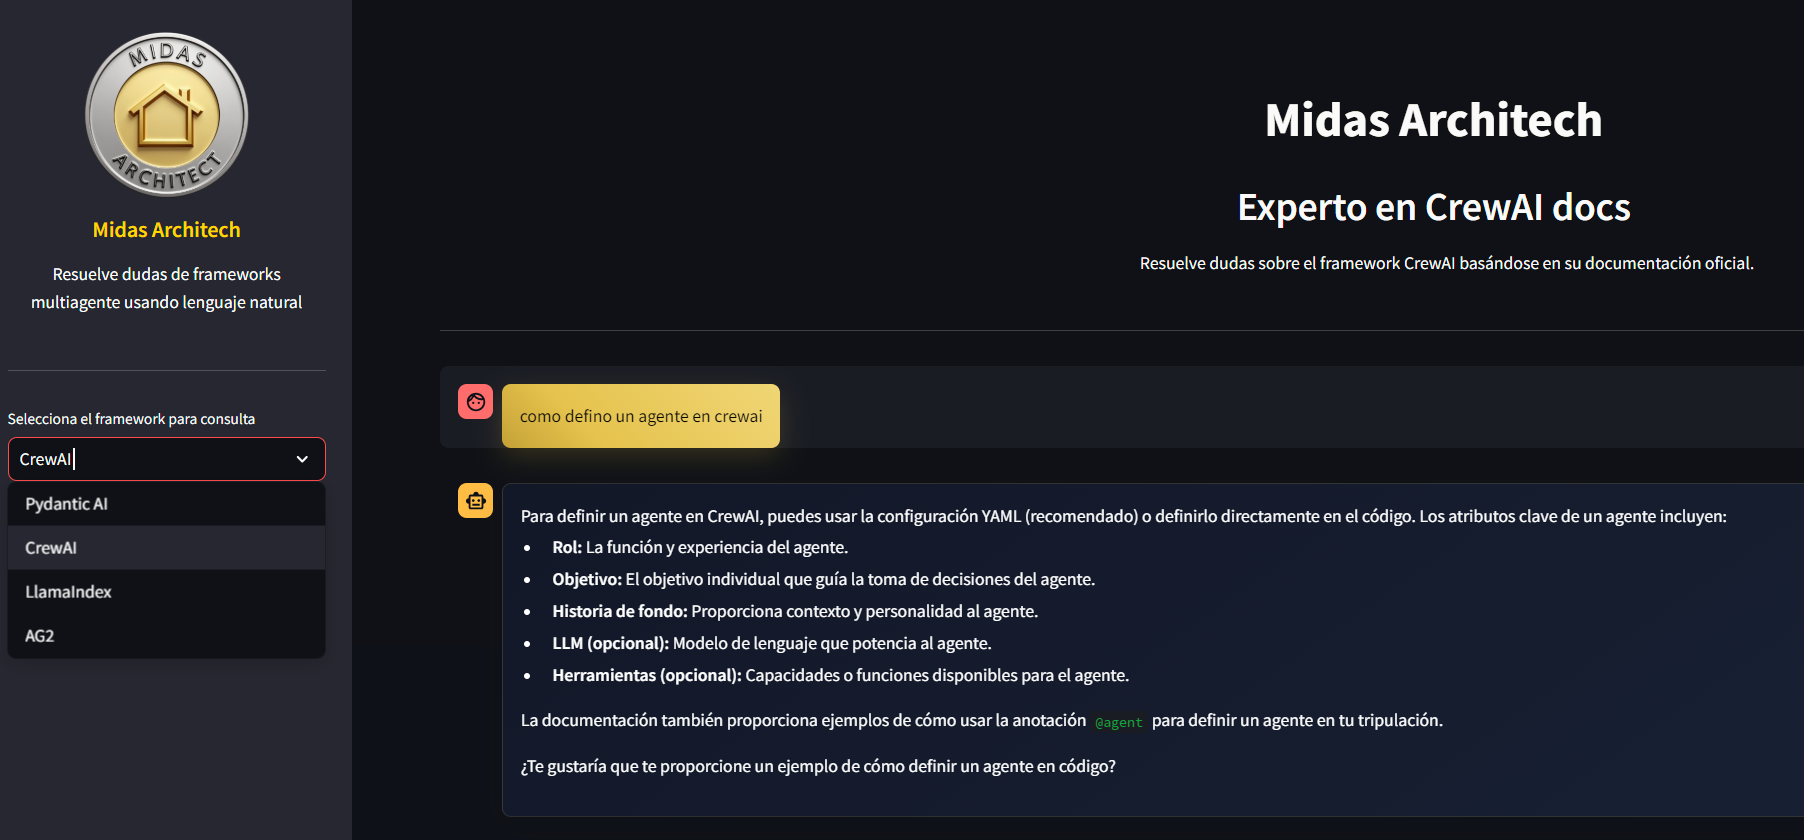 MIDAS
ARCHITECT
Midas Architech
Resuelve dudas de frameworks
multiagente usando lenguaje natural
Selecciona el framework para consulta
CrewAI
Pydantic AI
CrewAI
LlamaIndex
AG2
Midas Architech
Experto en CrewAI docs
Resuelve dudas sobre el framework CrewAI basándose en su documentación oficial.
como defino un agente en crewai
Para definir un agente en CrewAI, puedes usar la configuración YAML (recomendado) o definirlo directamente en el código. Los atributos clave de un agente incluyen:
• Rol: La función y experiencia del agente.
• Objetivo: El objetivo individual que guía la toma de decisiones del agente.
• Historia de fondo: Proporciona contexto y personalidad al agente.
• LLM (opcional): Modelo de lenguaje que potencia al agente.
• Herramientas (opcional): Capacidades o funciones disponibles para el agente.
La documentación también proporciona ejemplos de cómo usar la anotación @agent para definir un agente en tu tripulación.
¿Te gustaría que te proporcione un ejemplo de cómo definir un agente en código?